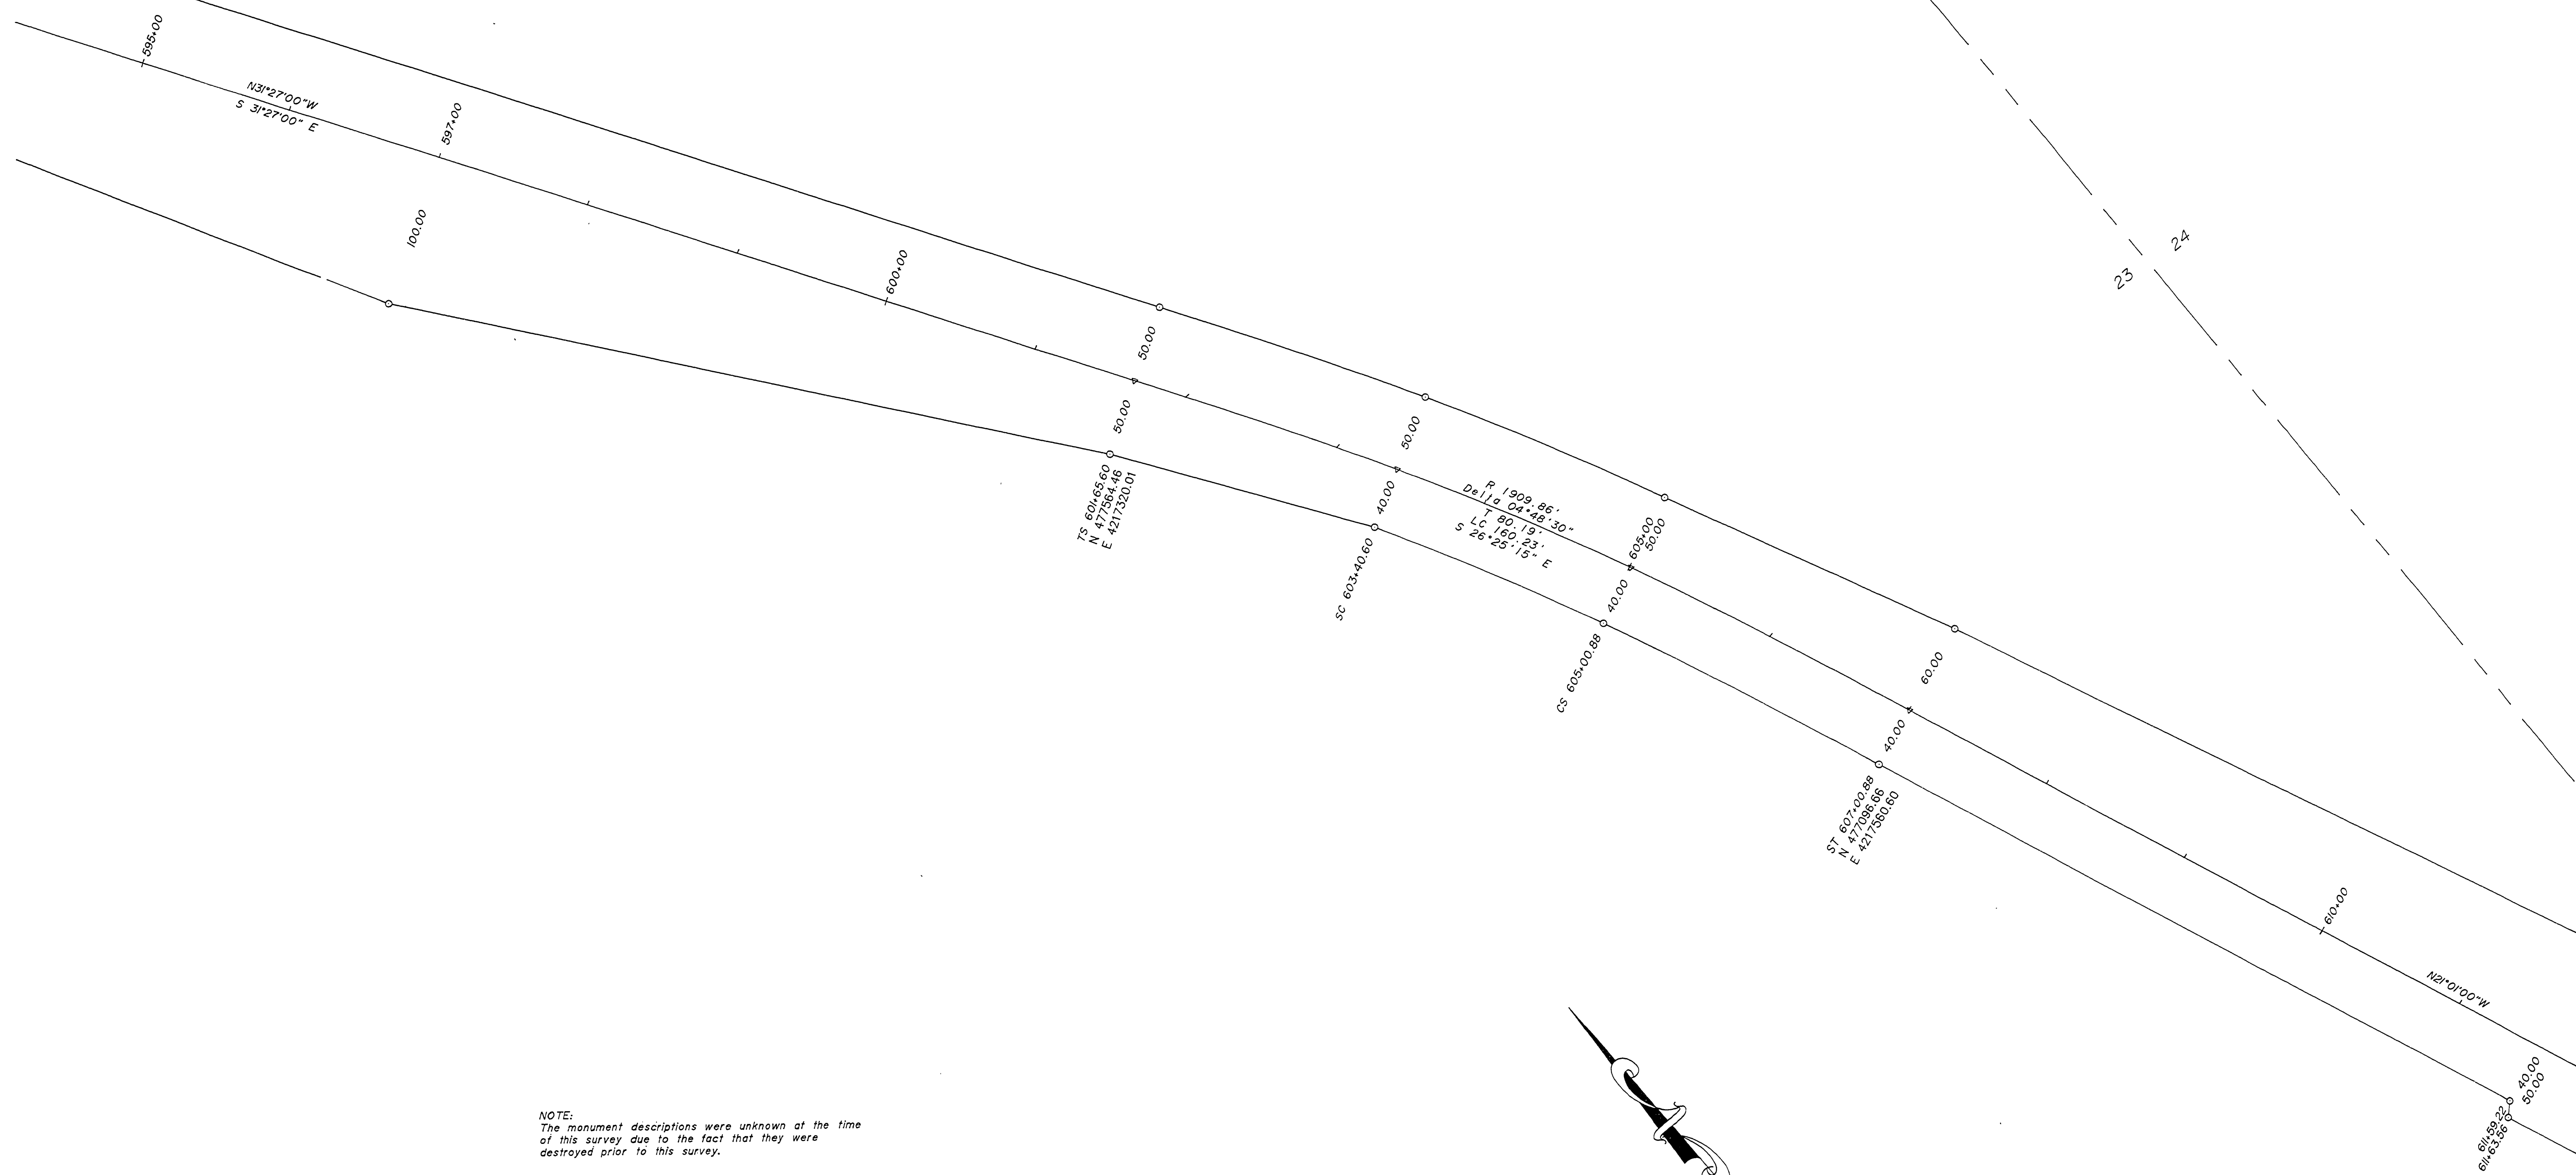 595+00
N31°27'00"W
S 31°27'00" E
597+00
100.00
600+00
50.00
50.00
TS 601+65.60
N 477564.46
E 4217320.01
50.00
40.00
SC 603+40.60
R 1909.86'
Delta 04°48'30"
T 80.19'
LC 160.23'
S 26°25'15" E
605+00
50.00
40.00
CS 605+00.88
60.00
40.00
ST 607+00.88
N 477096.66
E 4217560.60
24
23
610+00
N21°01'00"W
40.00
50.00
611+59.22
611+63.56
NOTE:
The monument descriptions were unknown at the time
of this survey due to the fact that they were
destroyed prior to this survey.